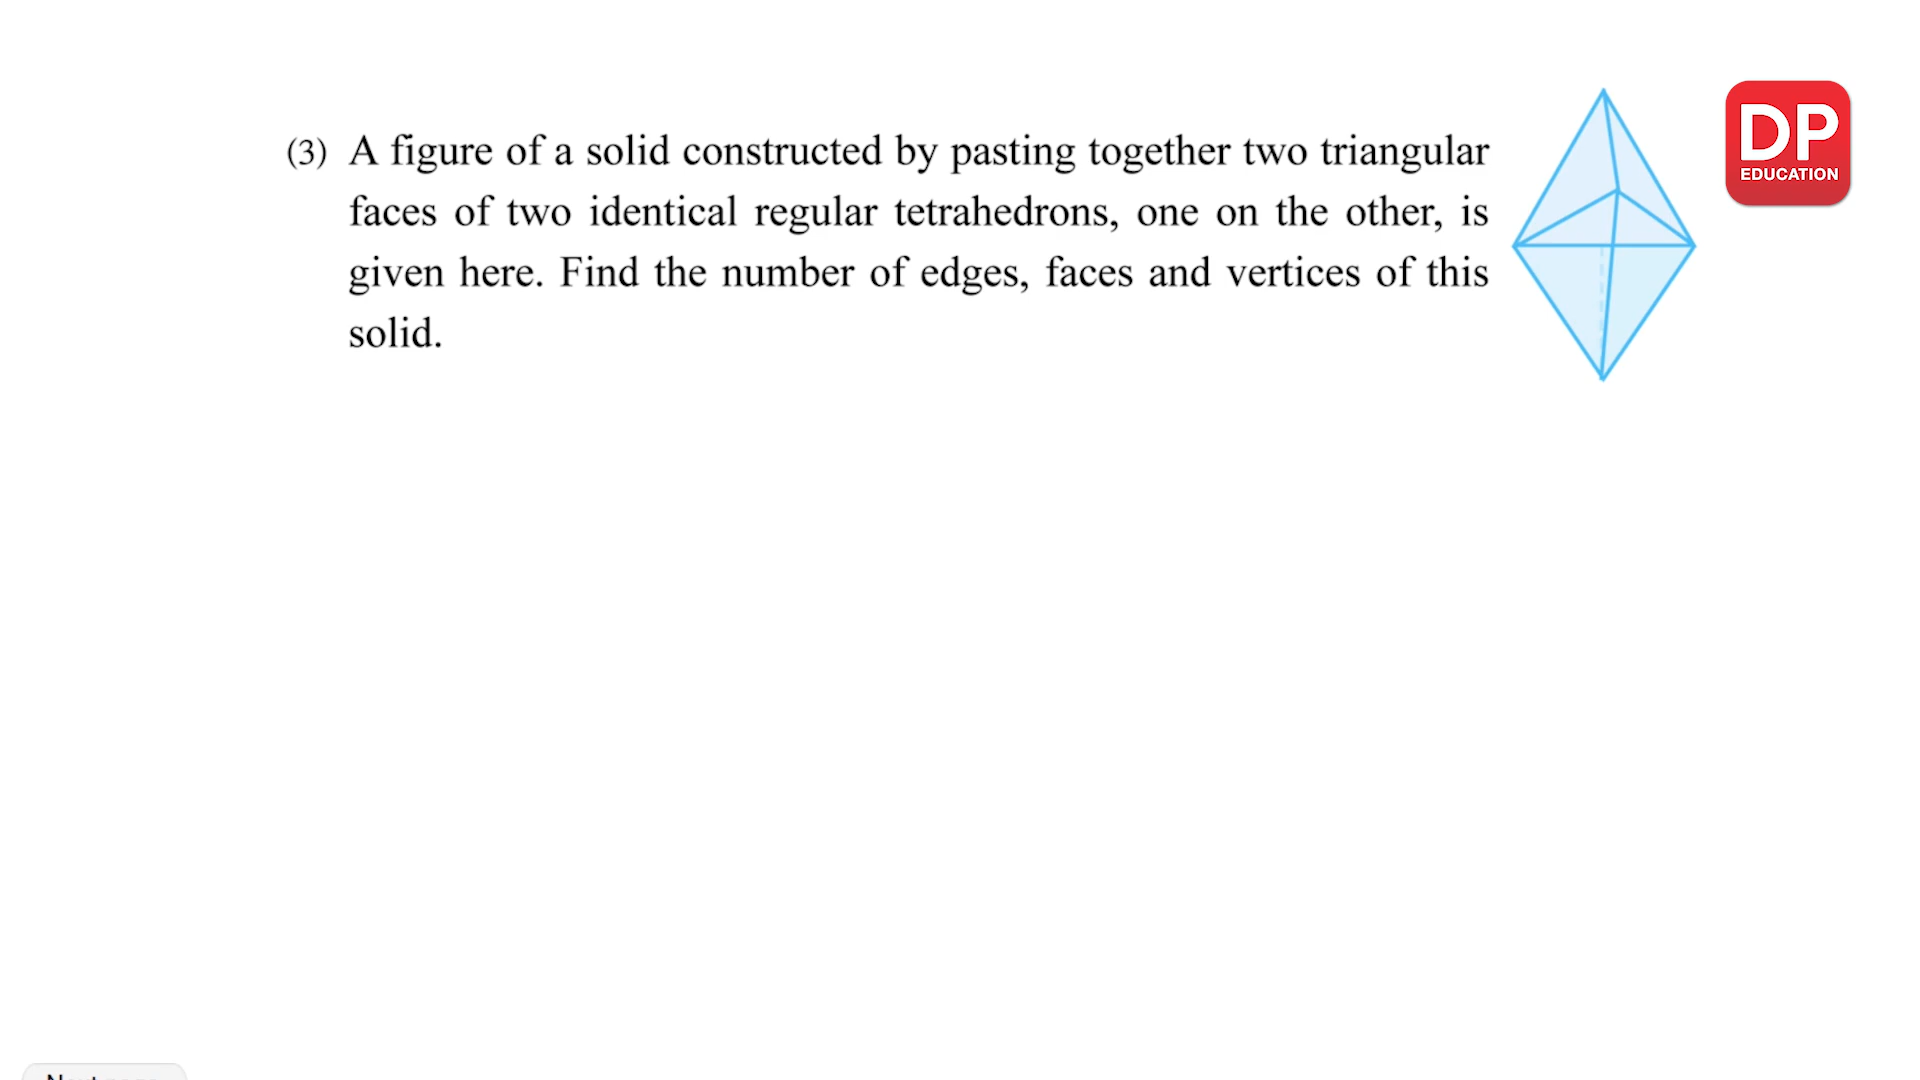 (3) A figure of a solid constructed by pasting together two triangular
faces of two identical regular tetrahedrons, one on the other, is
given here. Find the number of edges, faces and vertices of this
solid.
DP
EDUCATION